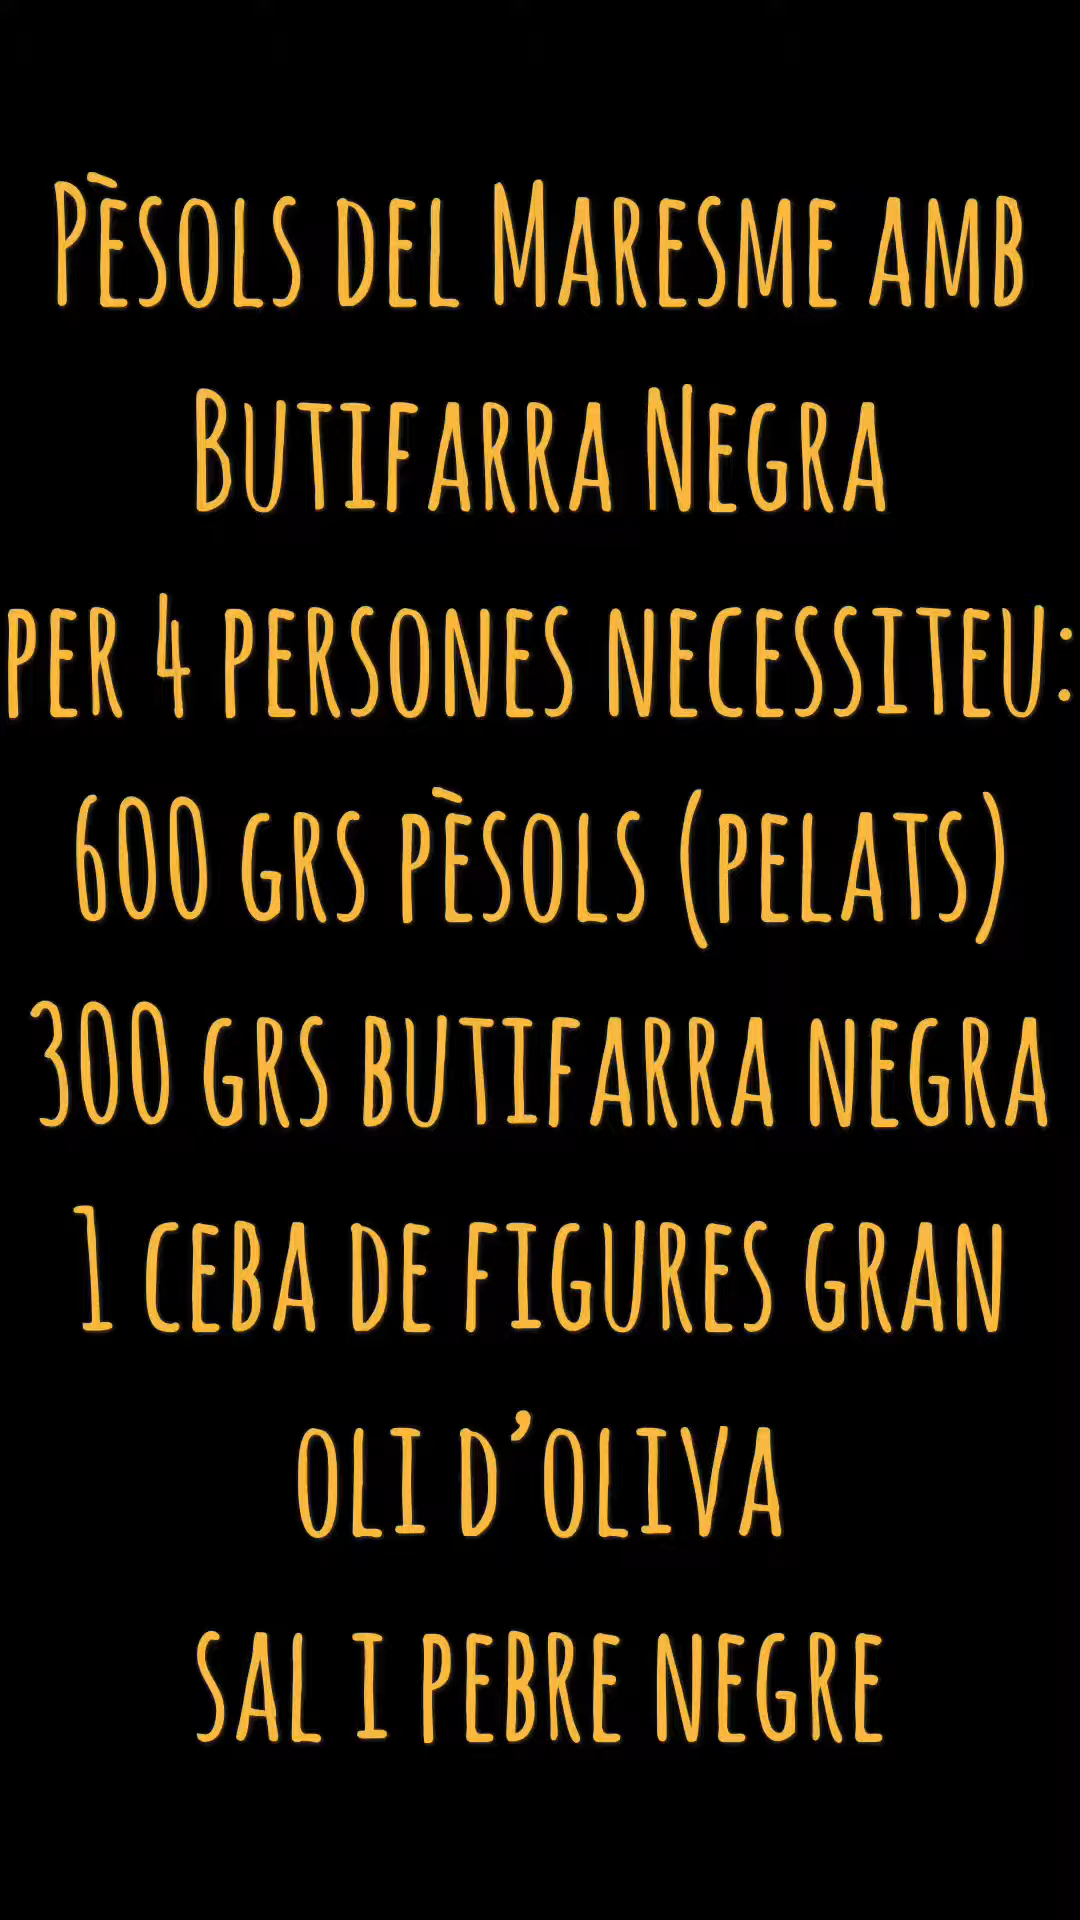 Pèsols del Maresme amb
Butifarra Negra
per 4 persones necessiteu:
600 grs pèsols (pelats)
300 grs butifarra negra
1 ceba de figures gran
oli d’oliva
sal i pebre negre